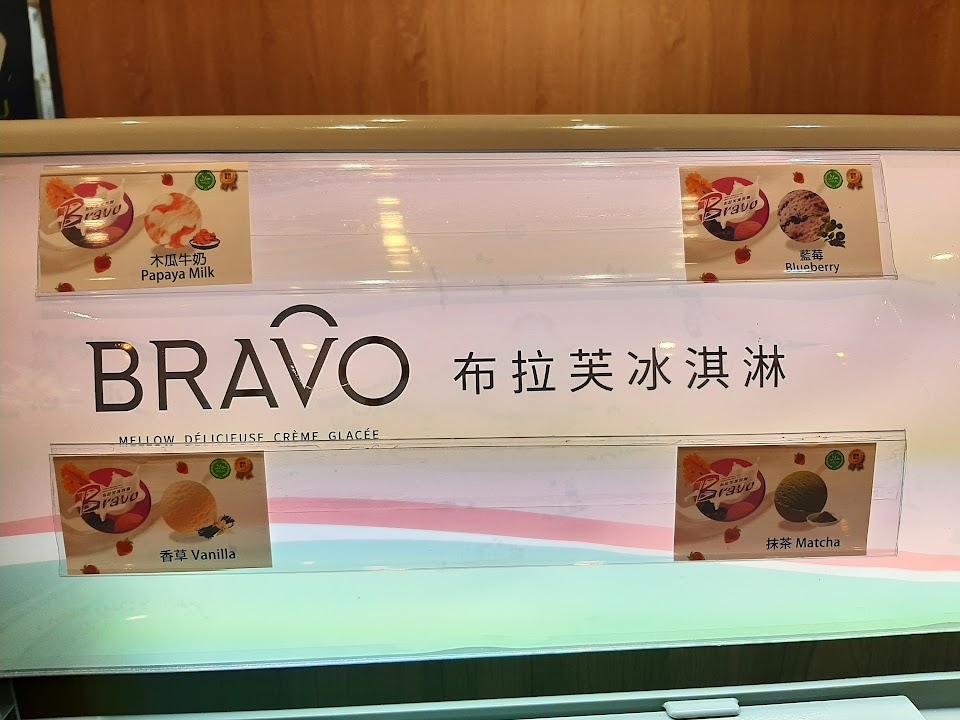 Bravo
木瓜牛奶
Papaya Milk
Bravo
藍莓
Blueberry
BRAVO 布拉芙冰淇淋
MELLOW DÉLICIEUSE CRÈME GLACÉE
Bravo
香草 Vanilla
Bravo
抹茶 Matcha